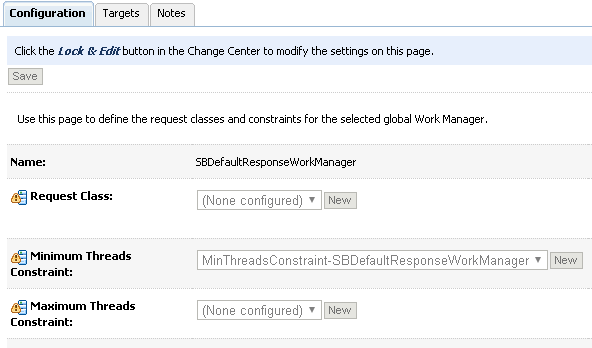 Configuration Targets Notes
Click the Lock & Edit button in the Change Center to modify the settings on this page.
Save
Use this page to define the request classes and constraints for the selected global Work Manager.
Name: SBDefaultResponseWorkManager
Request Class: (None configured) New
Minimum Threads
Constraint: MinThreadsConstraint-SBDefaultResponseWorkManager New
Maximum Threads
Constraint: (None configured) New